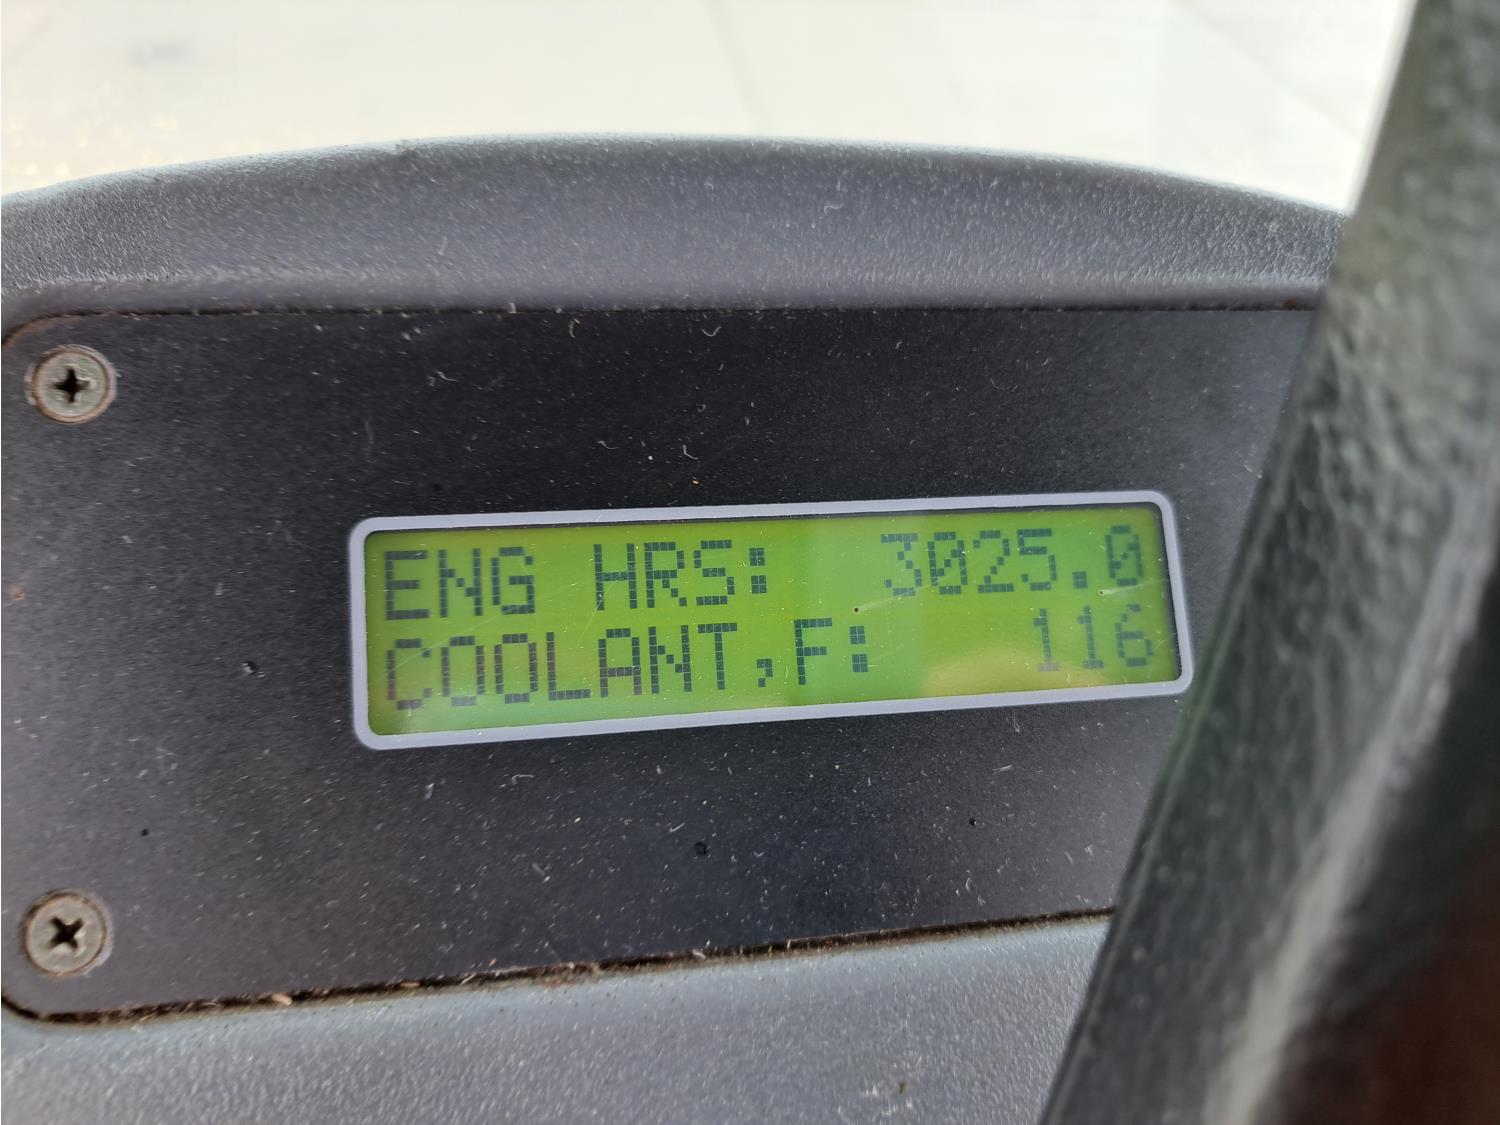 ENG HRS: 3025.0
COOLANT,F: 116